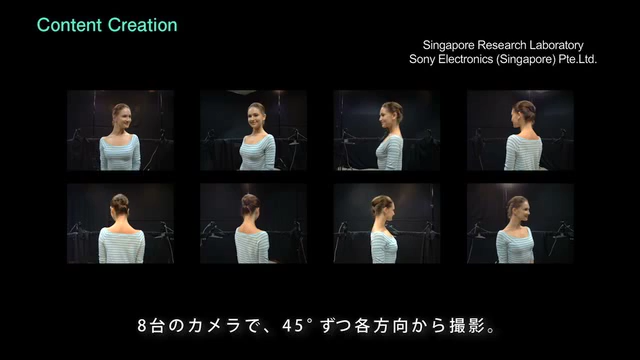 Content Creation
Singapore Research Laboratory
Sony Electronics (Singapore) Pte.Ltd.
8台のカメラで、45°ずつ各方向から撮影。